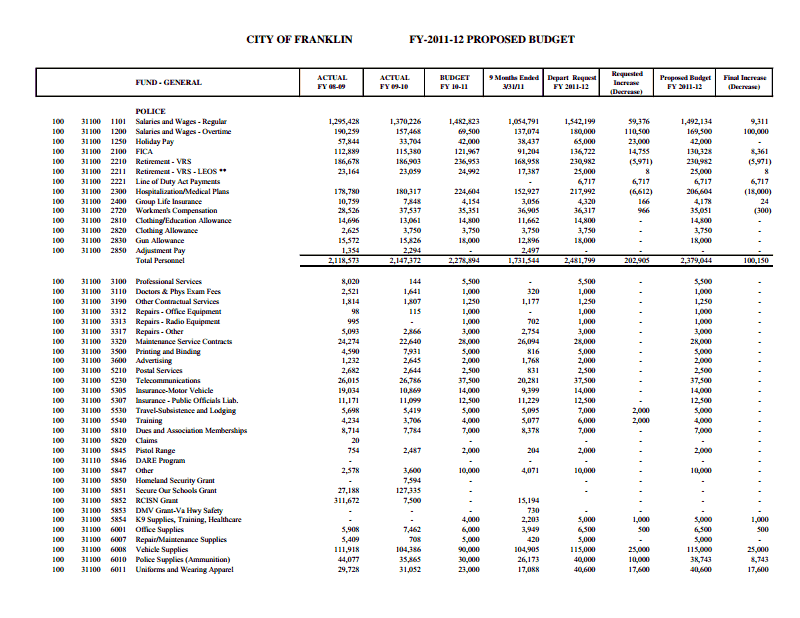 CITY OF FRANKLIN FY-2011-12 PROPOSED BUDGET
FUND - GENERAL ACTUAL FY 08-09 ACTUAL FY 09-10 BUDGET FY 10-11 9 Months Ended 3/31/11 Depart Request FY 2011-12 Requested Increase (Decrease) Proposed Budget FY 2011-12 Final Increase (Decrease)
POLICE
100 31100 1101 Salaries and Wages - Regular 1,295,428 1,370,226 1,482,823 1,054,791 1,542,199 59,376 1,492,134 9,311
100 31100 1200 Salaries and Wages - Overtime 190,259 157,468 69,500 137,074 180,000 110,500 169,500 100,000
100 31100 1250 Holiday Pay 57,844 33,704 42,000 38,437 65,000 23,000 42,000 -
100 31100 2100 FICA 112,889 115,380 121,967 91,204 136,722 14,755 130,328 8,361
100 31100 2210 Retirement - VRS 186,678 186,903 236,953 168,958 230,982 (5,971) 230,982 (5,971)
100 31100 2211 Retirement - VRS - LEOS ** 23,164 23,059 24,992 17,387 25,000 8 25,000 8
100 31100 2221 Line of Duty Act Payments - 6,717 6,717 6,717 6,717
100 31100 2300 Hospitalization/Medical Plans 178,780 180,317 224,604 152,927 217,992 (6,612) 206,604 (18,000)
100 31100 2400 Group Life Insurance 10,759 7,848 4,154 3,056 4,320 166 4,178 24
100 31100 2720 Workmen's Compensation 28,526 37,537 35,351 36,905 36,317 966 35,051 (300)
100 31100 2810 Clothing/Education Allowance 14,696 13,061 14,800 11,662 14,800 - 14,800 -
100 31100 2820 Clothing Allowance 2,625 3,750 3,750 3,750 3,750 - 3,750 -
100 31100 2830 Gun Allowance 15,572 15,826 18,000 12,896 18,000 - 18,000 -
100 31100 2850 Adjustment Pay 1,354 2,294 - - - -
Total Personnel 2,118,573 2,147,372 2,278,894 1,731,544 2,481,799 202,905 2,379,044 100,150
100 31100 3100 Professional Services 8,020 144 5,500 - 5,500 - 5,500 -
100 31100 3110 Doctors & Phys Exam Fees 2,521 1,641 1,000 320 1,000 - 1,000 -
100 31100 3190 Other Contractual Services 1,814 1,807 1,250 1,177 1,250 - 1,250 -
100 31100 3312 Repairs - Office Equipment 98 115 1,000 - 1,000 - 1,000 -
100 31100 3313 Repairs - Radio Equipment 995 - 1,000 702 1,000 - 1,000 -
100 31100 3317 Repairs - Other 5,093 2,866 3,000 2,754 3,000 - 3,000 -
100 31100 3320 Maintenance Service Contracts 24,274 22,640 28,000 26,094 28,000 - 28,000 -
100 31100 3500 Printing and Binding 4,590 7,931 5,000 816 5,000 - 5,000 -
100 31100 3600 Advertising 1,232 2,645 2,000 1,768 2,000 - 2,000 -
100 31100 5210 Postal Services 2,682 2,644 2,500 831 2,500 - 2,500 -
100 31100 5230 Telecommunications 26,015 26,786 37,500 20,281 37,500 - 37,500 -
100 31100 5305 Insurance-Motor Vehicle 19,034 10,869 14,000 9,399 14,000 - 14,000 -
100 31100 5307 Insurance - Public Officials Liab. 11,171 11,099 12,500 11,229 12,500 - 12,500 -
100 31100 5530 Travel-Subsistence and Lodging 5,698 5,419 5,000 5,095 7,000 2,000 5,000 -
100 31100 5540 Training 4,234 3,706 4,000 5,077 6,000 2,000 4,000 -
100 31100 5810 Dues and Association Memberships 8,714 7,784 7,000 8,378 7,000 - 7,000 -
100 31100 5820 Claims 20 - - - - - -
100 31100 5845 Pistol Range 754 2,487 2,000 204 2,000 - 2,000 -
100 31110 5846 DARE Program - - - - - - -
100 31100 5847 Other 2,578 3,600 10,000 4,071 10,000 - 10,000 -
100 31100 5850 Homeland Security Grant - 7,594 - - - - -
100 31100 5851 Secure Our Schools Grant 27,188 127,335 - - - - -
100 31100 5852 RCISN Grant 311,672 7,500 - 15,194 - - -
100 31100 5853 DMV Grant-Va Hwy Safety - - - 730 - - -
100 31100 5854 K9 Supplies, Training, Healthcare 4,000 2,203 5,000 1,000 5,000 1,000
100 31100 6001 Office Supplies 5,908 7,462 6,000 3,949 6,500 500 6,500 500
100 31100 6007 Repair/Maintenance Supplies 5,409 708 5,000 420 5,000 - 5,000 -
100 31100 6008 Vehicle Supplies 111,918 104,386 90,000 104,905 115,000 25,000 115,000 25,000
100 31100 6010 Police Supplies (Ammunition) 44,077 35,865 30,000 26,173 40,000 10,000 38,743 8,743
100 31100 6011 Uniforms and Wearing Apparel 29,728 31,052 23,000 17,088 40,600 17,600 40,600 17,600